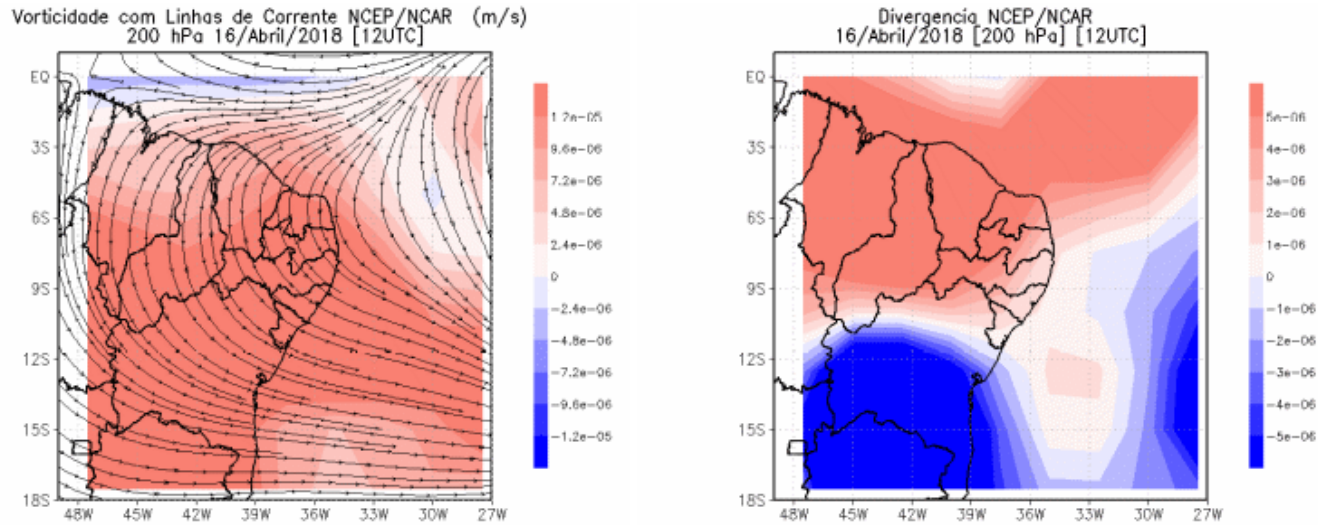 Vorticidade com Linhas de Corrente NCEP/NCAR (m/s)
200 hPa 16/Abril/2018 [12UTC]
EQ
3S
6S
9S
12S
15S
18S
48W 45W 42W 39W 36W 33W 30W 27W
1.2e-05
9.6e-06
7.2e-06
4.8e-06
2.4e-06
0
-2.4e-06
-4.8e-06
-7.2e-06
-9.6e-06
-1.2e-05
Divergencia NCEP/NCAR
16/Abril/2018 [200 hPa] [12UTC]
EQ
3S
6S
9S
12S
15S
18S
48W 45W 42W 39W 36W 33W 30W 27W
5e-06
4e-06
3e-06
2e-06
1e-06
0
-1e-06
-2e-06
-3e-06
-4e-06
-5e-06